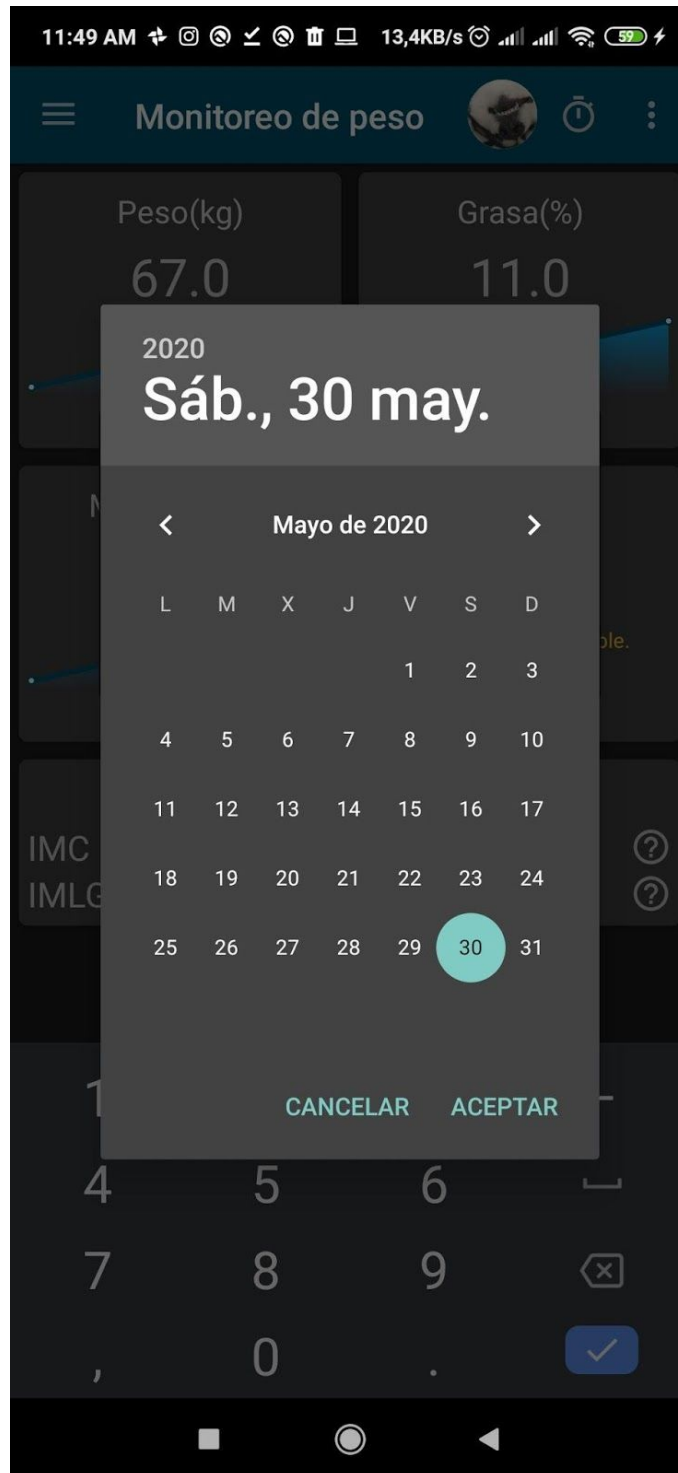 11:49 AM 13,4KB/s 59
Monitoreo de peso
Peso(kg) Grasa(%)
67.0 11.0
2020
Sáb., 30 may.
M
Mayo de 2020
L M X J V S D
ble.
1 2 3
4 5 6 7 8 9 10
11 12 13 14 15 16 17
IMC ?
18 19 20 21 22 23 24
IMLG ?
25 26 27 28 29 30 31
1 -
CANCELAR ACEPTAR
4 5 6
7 8 9
, 0 .